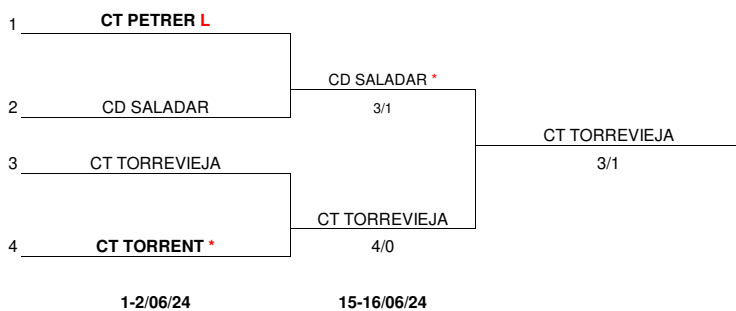 1 CT PETRER L
CD SALADAR *
2 CD SALADAR 3/1
CT TORREVIEJA
3 CT TORREVIEJA 3/1
CT TORREVIEJA
4 CT TORRENT * 4/0
1-2/06/24 15-16/06/24